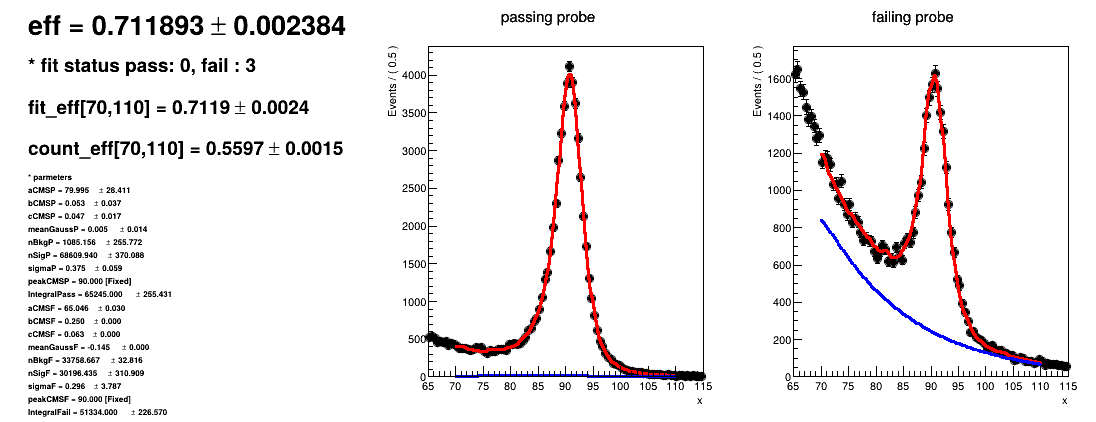 eff = 0.711893 ± 0.002384
* fit status pass: 0, fail : 3
fit_eff[70,110] = 0.7119 ± 0.0024
count_eff[70,110] = 0.5597 ± 0.0015
* parmeters
aCMSP = 79.995 ± 28.411
bCMSP = 0.053 ± 0.037
cCMSP = 0.047 ± 0.017
meanGaussP = 0.005 ± 0.014
nBkgP = 1085.156 ± 255.772
nSigP = 68609.940 ± 370.088
sigmaP = 0.375 ± 0.059
peakCMSP = 90.000 [Fixed]
IntegralPass = 65245.000 ± 255.431
aCMSF = 65.046 ± 0.030
bCMSF = 0.250 ± 0.000
cCMSF = 0.063 ± 0.000
meanGaussF = -0.145 ± 0.000
nBkgF = 33758.667 ± 32.816
nSigF = 30196.435 ± 310.909
sigmaF = 0.296 ± 3.787
peakCMSF = 90.000 [Fixed]
IntegralFail = 51334.000 ± 226.570
passing probe
Events / ( 0.5 )
4000
3500
3000
2500
2000
1500
1000
500
0
65 70 75 80 85 90 95 100 105 110 115
x
failing probe
Events / ( 0.5 )
1600
1400
1200
1000
800
600
400
200
0
65 70 75 80 85 90 95 100 105 110 115
x